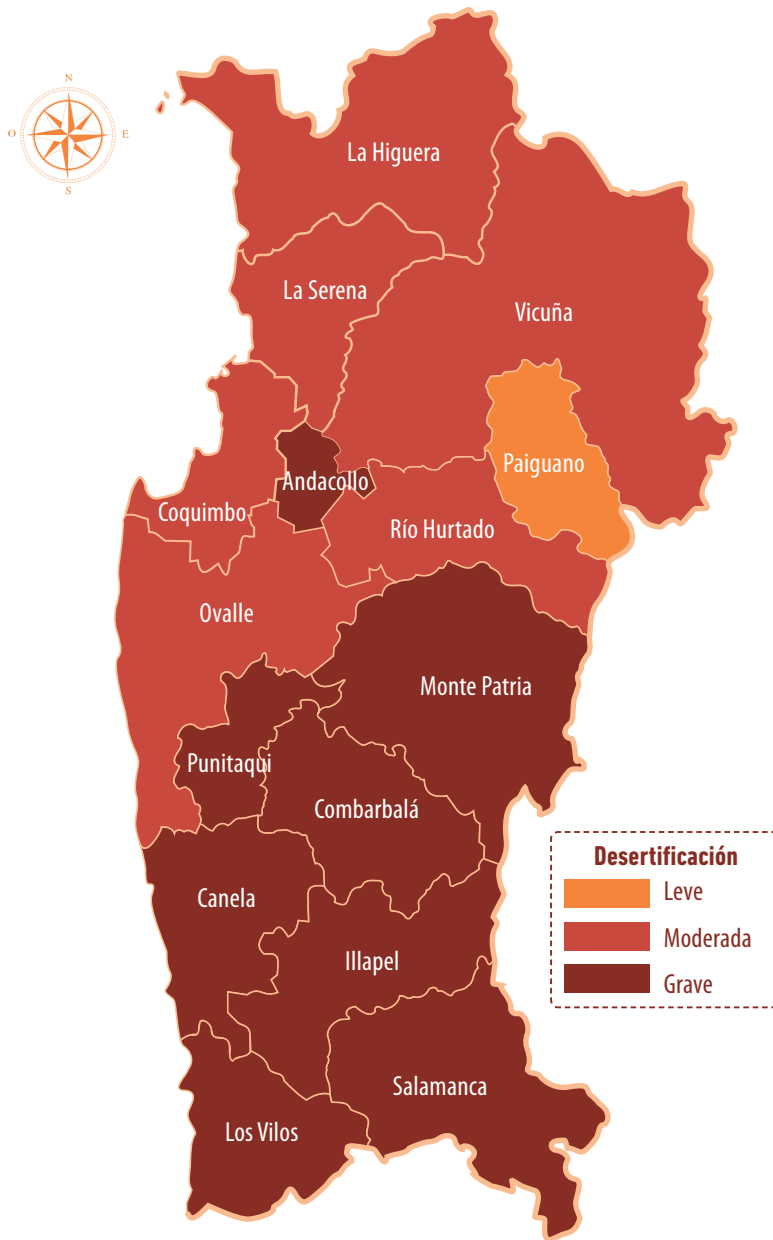 N
O
E
S
La Higuera
La Serena
Vicuña
Paiguano
Andacollo
Coquimbo
Río Hurtado
Ovalle
Monte Patria
Punitaqui
Combarbalá
Canela
Illapel
Salamanca
Los Vilos
Desertificación
Leve
Moderada
Grave